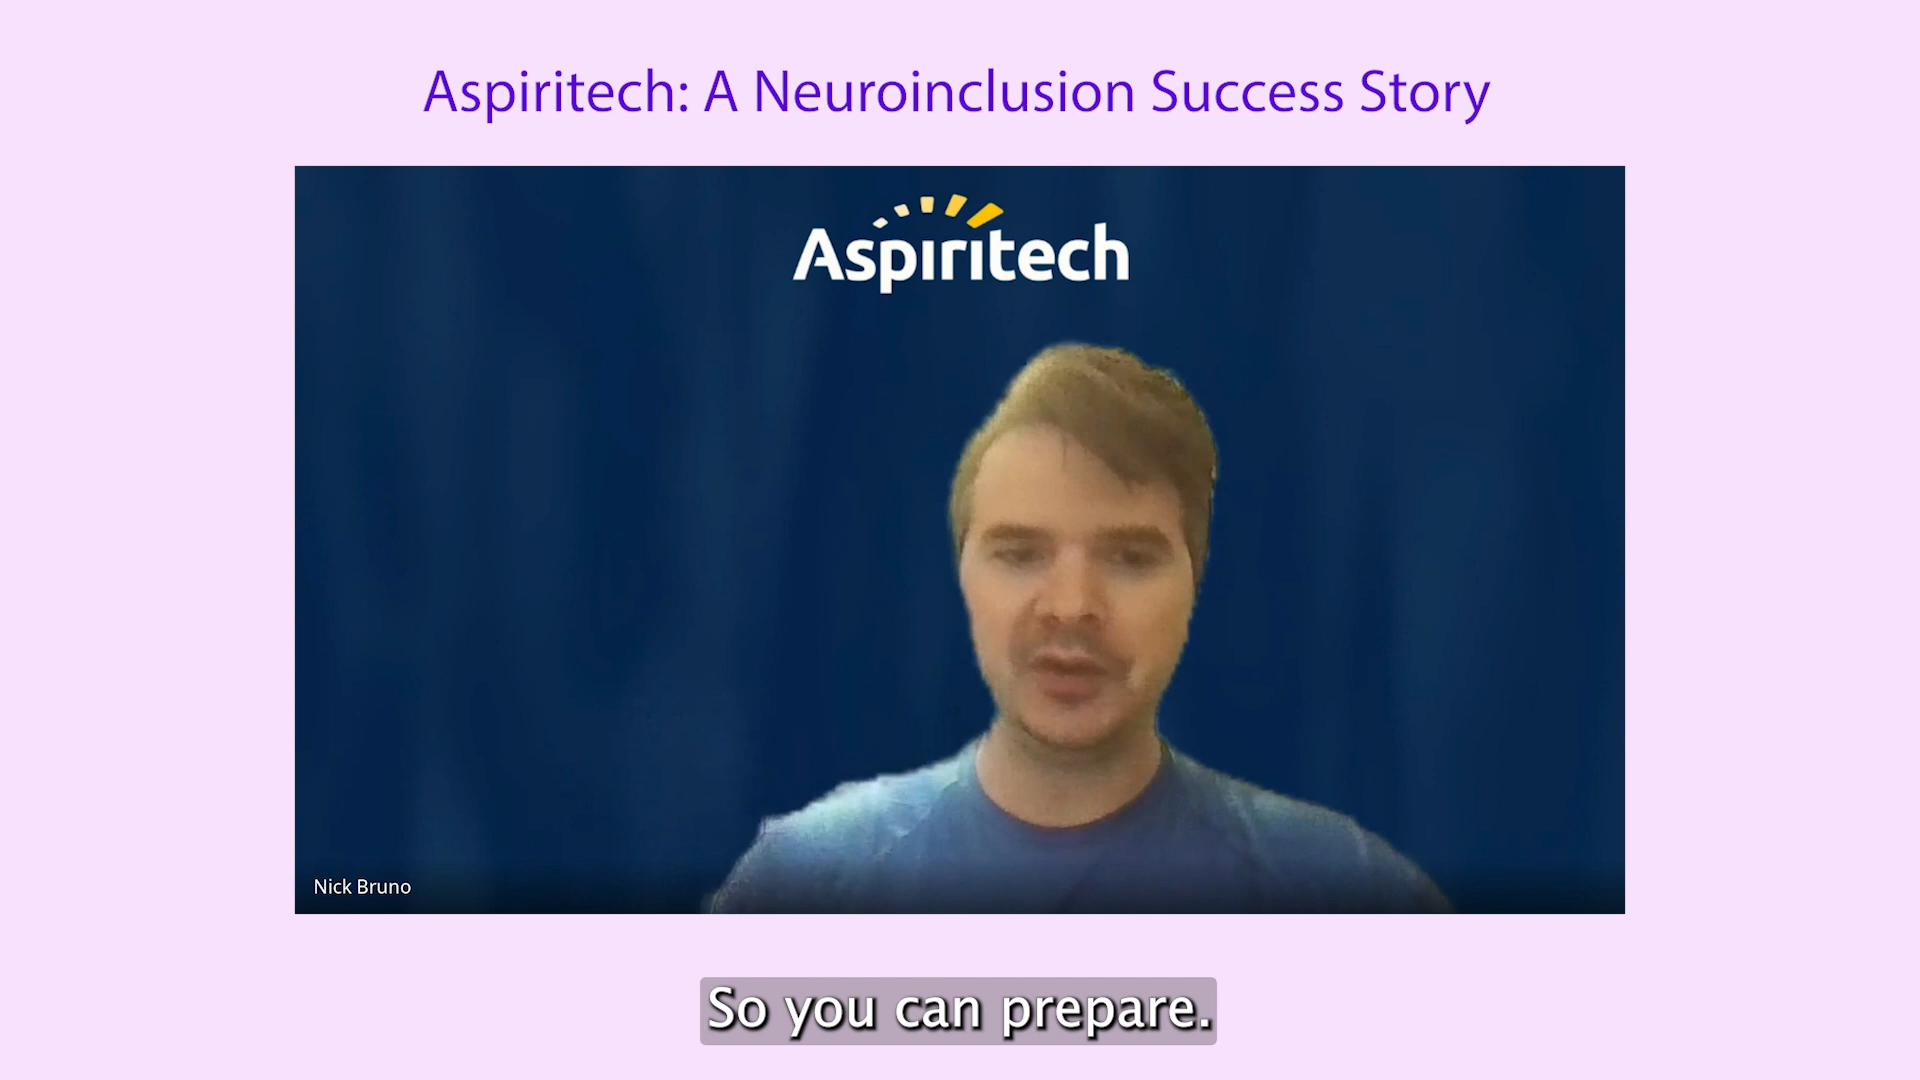 Aspiritech: A Neuroinclusion Success Story
Aspiritech
Nick Bruno
So you can prepare.